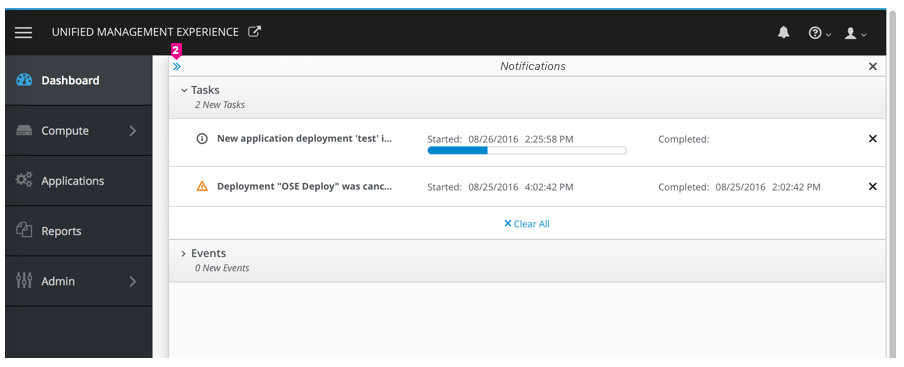 UNIFIED MANAGEMENT EXPERIENCE
2
Notifications
Dashboard
Compute
Applications
Reports
Admin
Tasks
2 New Tasks
New application deployment 'test' i...
Started: 08/26/2016 2:25:58 PM
Completed:
Deployment "OSE Deploy" was canc...
Started: 08/25/2016 4:02:42 PM
Completed: 08/25/2016 2:02:42 PM
Clear All
Events
0 New Events